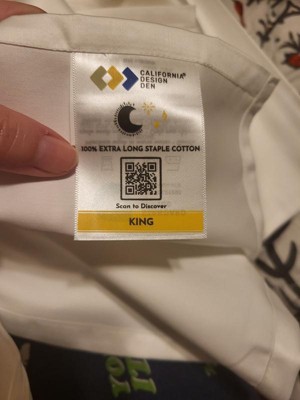 CALIFORNIA®
DESIGN
DEN
100% EXTRA LONG STAPLE COTTON
Scan to Discover
KING